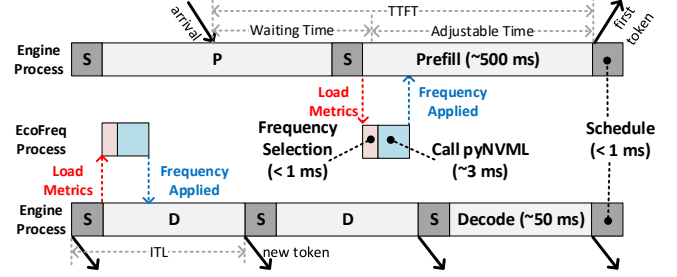 TTFT
arrival
Waiting Time
Adjustable Time
first
token
Engine
Process
S
P
S
Prefill (~500 ms)
Load
Metrics
Frequency
Applied
EcoFreq
Process
Frequency
Selection
(< 1 ms)
Call pyNVML
(~3 ms)
Schedule
(< 1 ms)
Load
Metrics
Frequency
Applied
Engine
Process
S
D
S
D
S
Decode (~50 ms)
ITL
new token